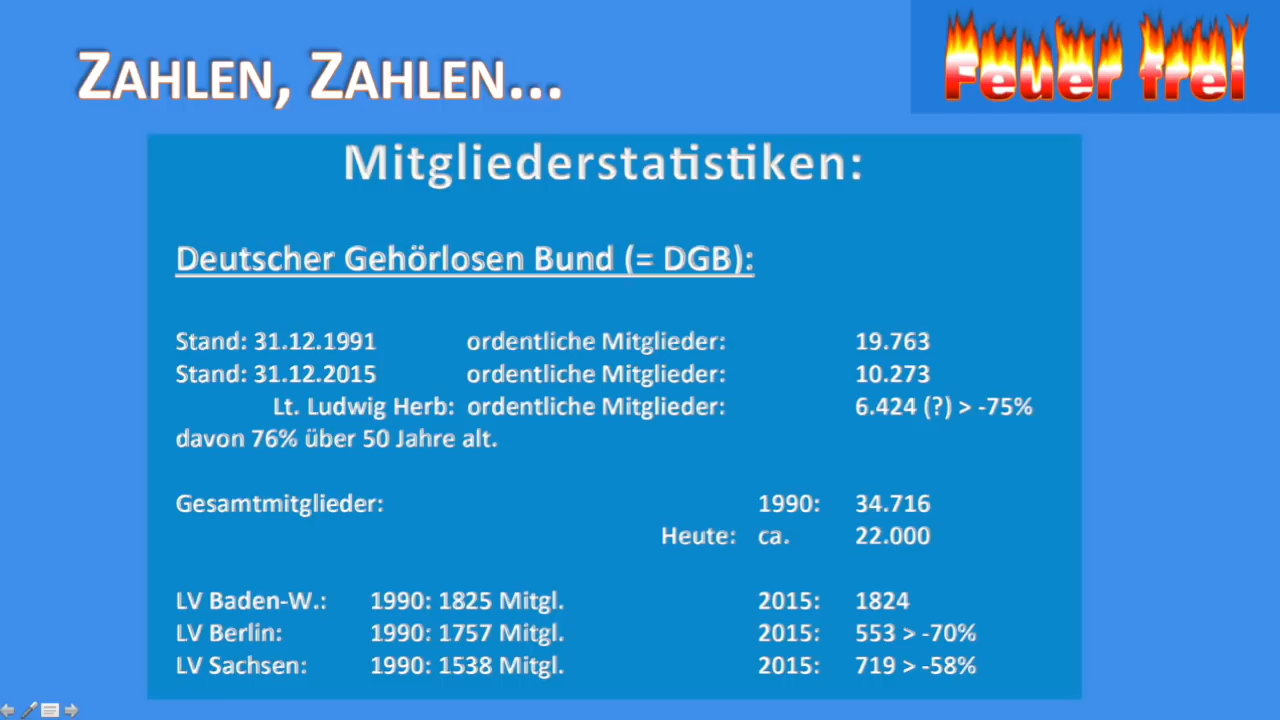 ZAHLEN, ZAHLEN...
Feuer frei
Mitgliederstatistiken:
Deutscher Gehörlosen Bund (= DGB):
Stand: 31.12.1991 ordentliche Mitglieder: 19.763
Stand: 31.12.2015 ordentliche Mitglieder: 10.273
Lt. Ludwig Herb: ordentliche Mitglieder: 6.424 (?) > -75%
davon 76% über 50 Jahre alt.
Gesamtmitglieder: 1990: 34.716
Heute: ca. 22.000
LV Baden-W.: 1990: 1825 Mitgl. 2015: 1824
LV Berlin: 1990: 1757 Mitgl. 2015: 553 > -70%
LV Sachsen: 1990: 1538 Mitgl. 2015: 719 > -58%